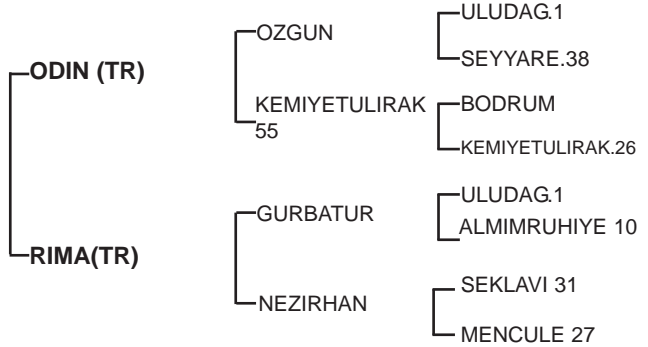 ULUDAG.1
OZGUN
SEYYARE.38
ODIN (TR)
KEMIYETULIRAK
55
BODRUM
KEMIYETULIRAK.26
ULUDAG.1
GURBATUR
ALMIMRUHIYE 10
RIMA(TR)
SEKLAVI 31
NEZIRHAN
MENCULE 27